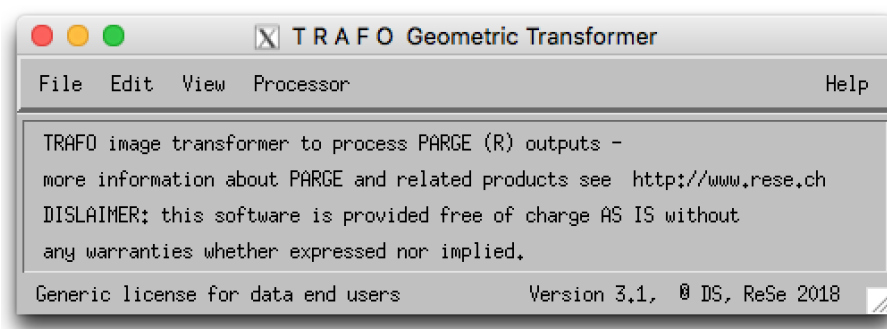 T R A F O Geometric Transformer
File Edit View Processor Help
TRAFO image transformer to process PARGE (R) outputs -
more information about PARGE and related products see http://www.rese.ch
DISLAIMER: this software is provided free of charge AS IS without
any warranties whether expressed nor implied.
Generic license for data end users Version 3.1, @ DS, ReSe 2018